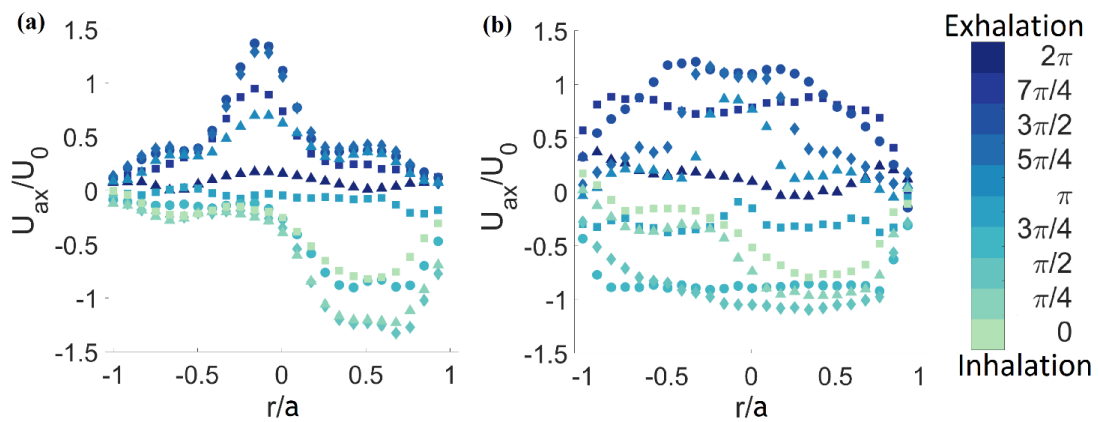 (a)
1.5
1
0.5
0
-0.5
-1
-1.5
U_ax/U_0
-1 -0.5 0 0.5 1
r/a
(b)
1.5
1
0.5
0
-0.5
-1
-1.5
U_ax/U_0
-1 -0.5 0 0.5 1
r/a
Exhalation
2π
7π/4
3π/2
5π/4
π
3π/4
π/2
π/4
0
Inhalation